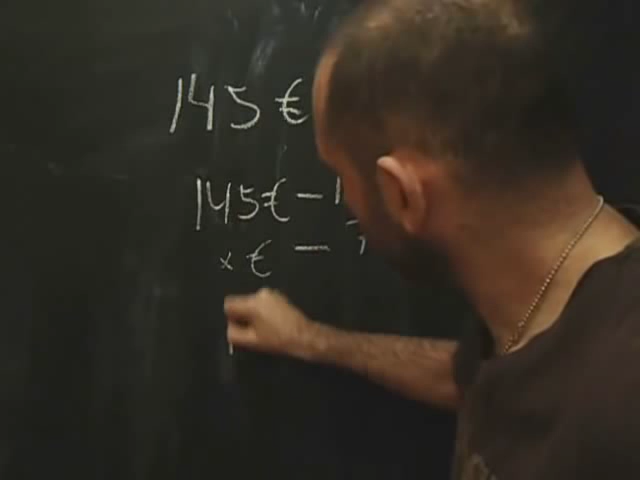 145€
145€ – 1
x € –